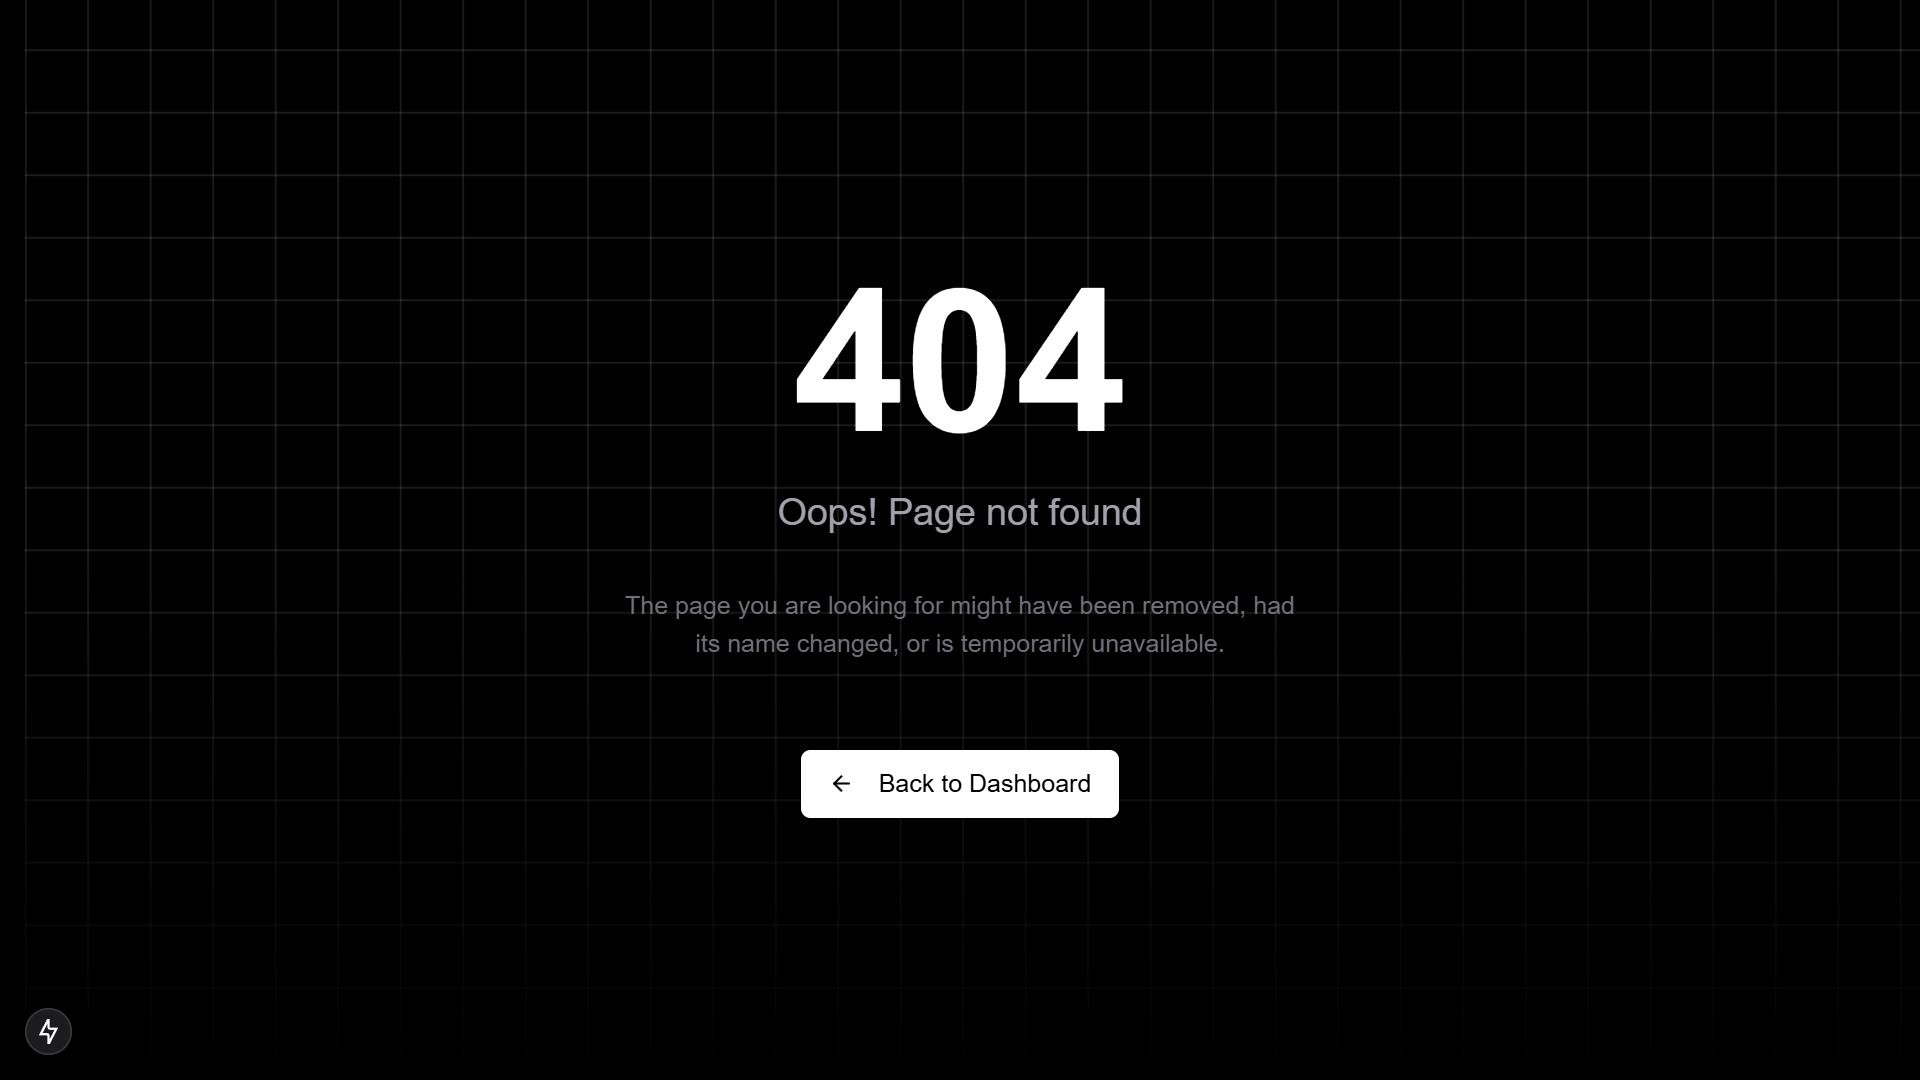 404
Oops! Page not found
The page you are looking for might have been removed, had
its name changed, or is temporarily unavailable.
Back to Dashboard